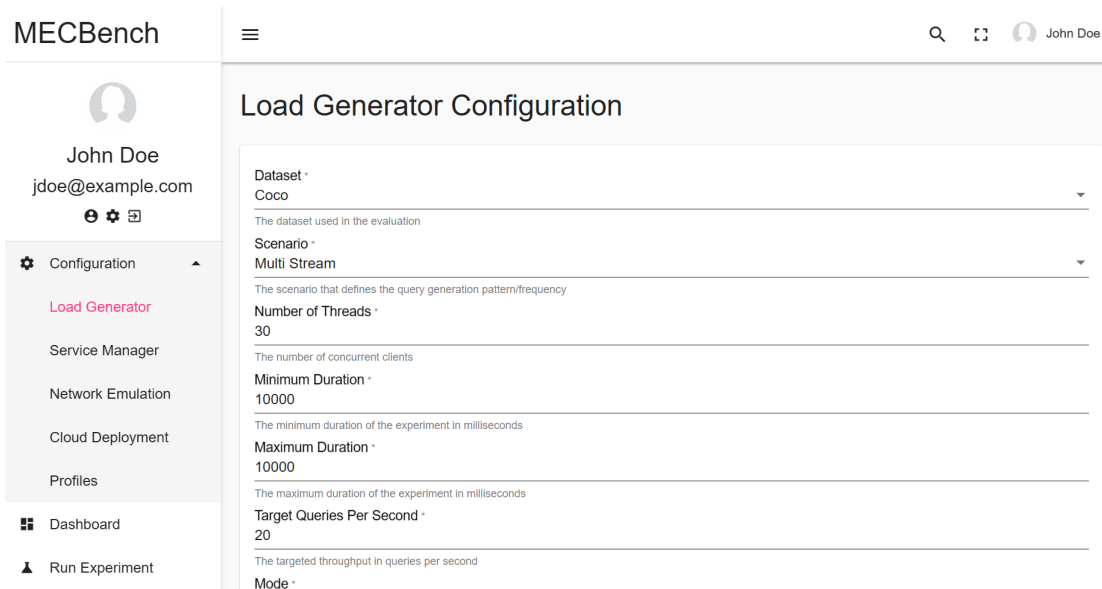 MECBench
John Doe
John Doe
jdoe@example.com
Configuration
Load Generator
Service Manager
Network Emulation
Cloud Deployment
Profiles
Dashboard
Run Experiment
Load Generator Configuration
Dataset *
Coco
The dataset used in the evaluation
Scenario *
Multi Stream
The scenario that defines the query generation pattern/frequency
Number of Threads *
30
The number of concurrent clients
Minimum Duration *
10000
The minimum duration of the experiment in milliseconds
Maximum Duration *
10000
The maximum duration of the experiment in milliseconds
Target Queries Per Second *
20
The targeted throughput in queries per second
Mode *